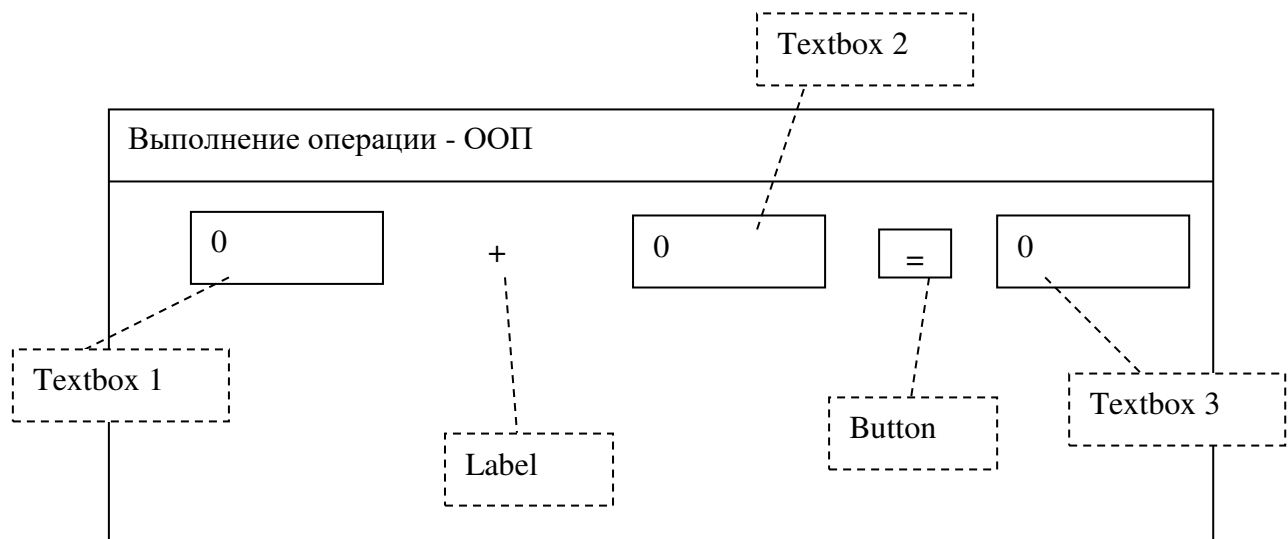 Textbox 2
Выполнение операции - ООП
0 + 0 = 0
Textbox 1
Textbox 3
Button
Label